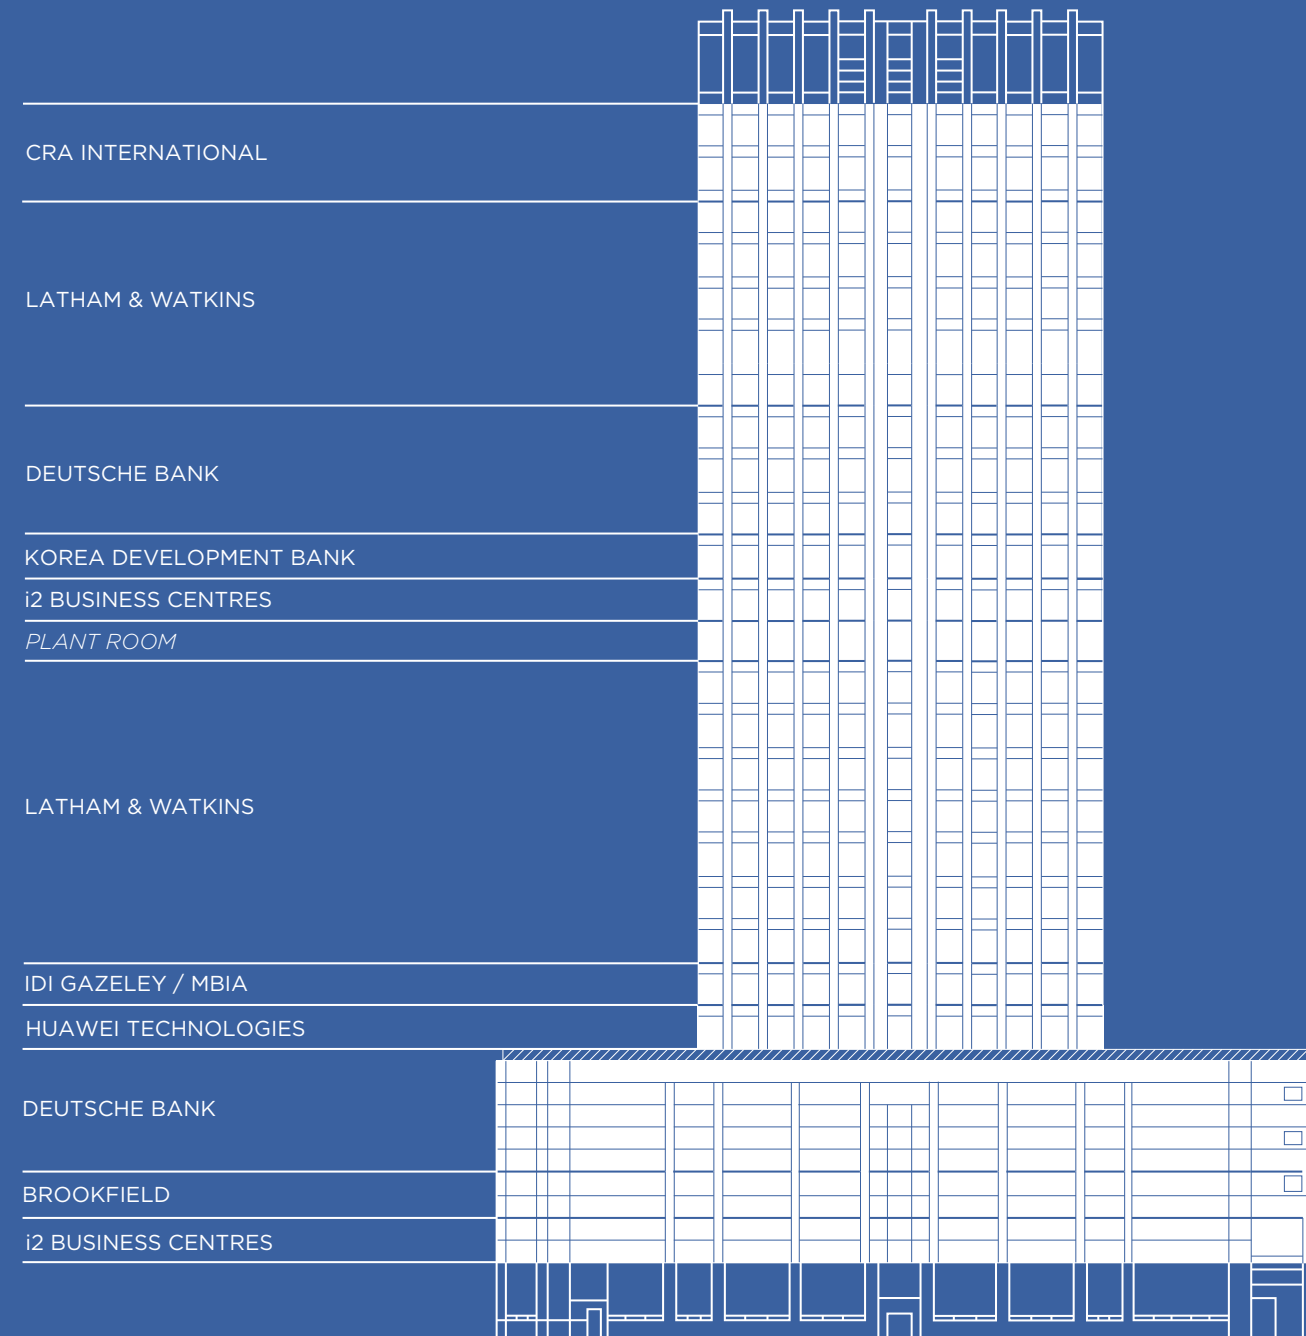 CRA INTERNATIONAL
LATHAM & WATKINS
DEUTSCHE BANK
KOREA DEVELOPMENT BANK
i2 BUSINESS CENTRES
PLANT ROOM
LATHAM & WATKINS
IDI GAZELEY / MBIA
HUAWEI TECHNOLOGIES
DEUTSCHE BANK
BROOKFIELD
i2 BUSINESS CENTRES